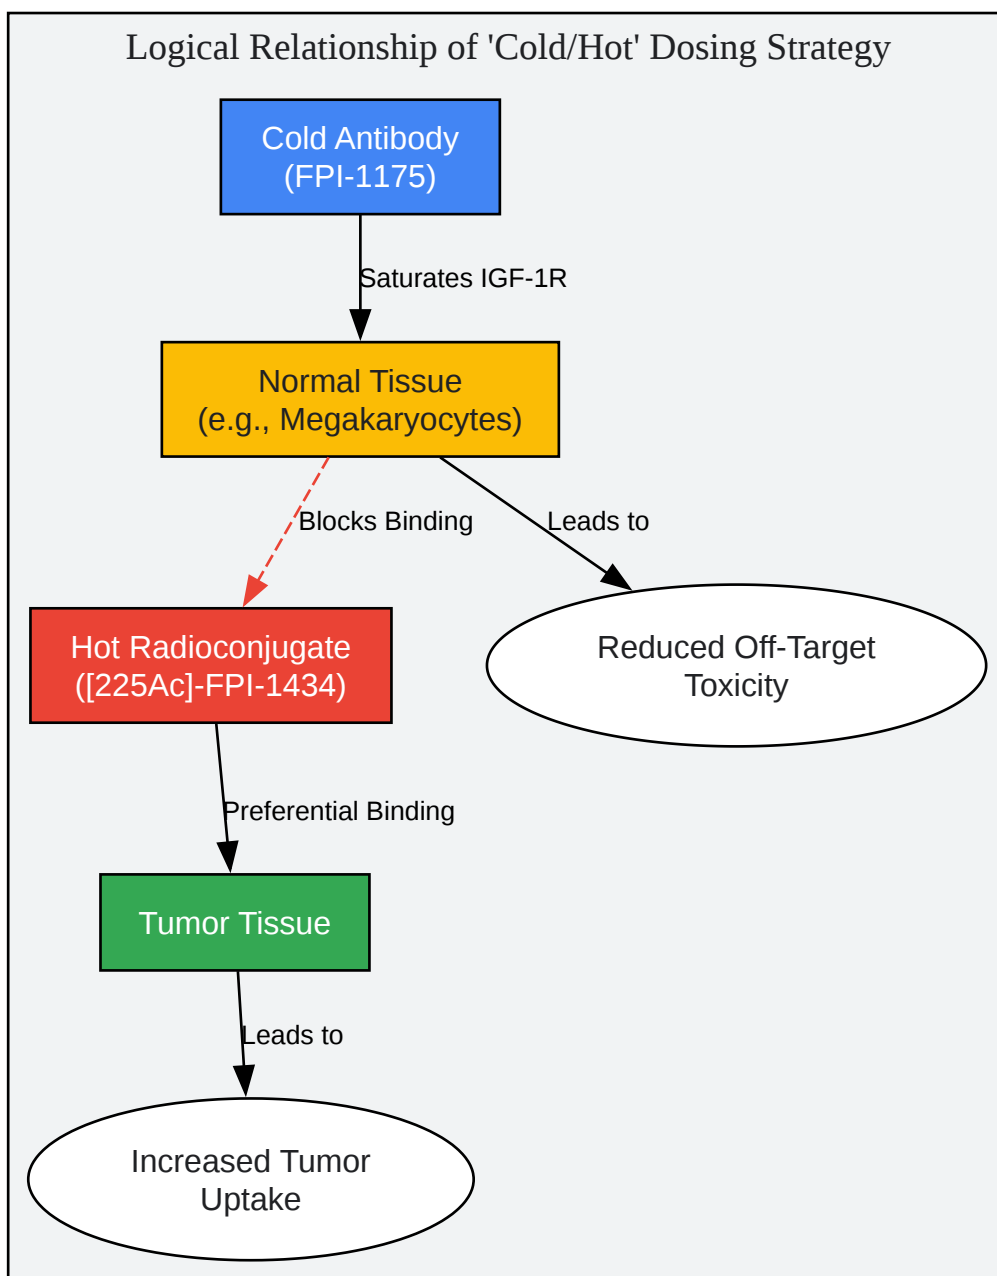 Logical Relationship of 'Cold/Hot' Dosing Strategy
Cold Antibody
(FPI-1175)
Saturates IGF-1R
Normal Tissue
(e.g., Megakaryocytes)
Blocks Binding
Leads to
Hot Radioconjugate
([225Ac]-FPI-1434)
Reduced Off-Target
Toxicity
Preferential Binding
Tumor Tissue
Leads to
Increased Tumor
Uptake